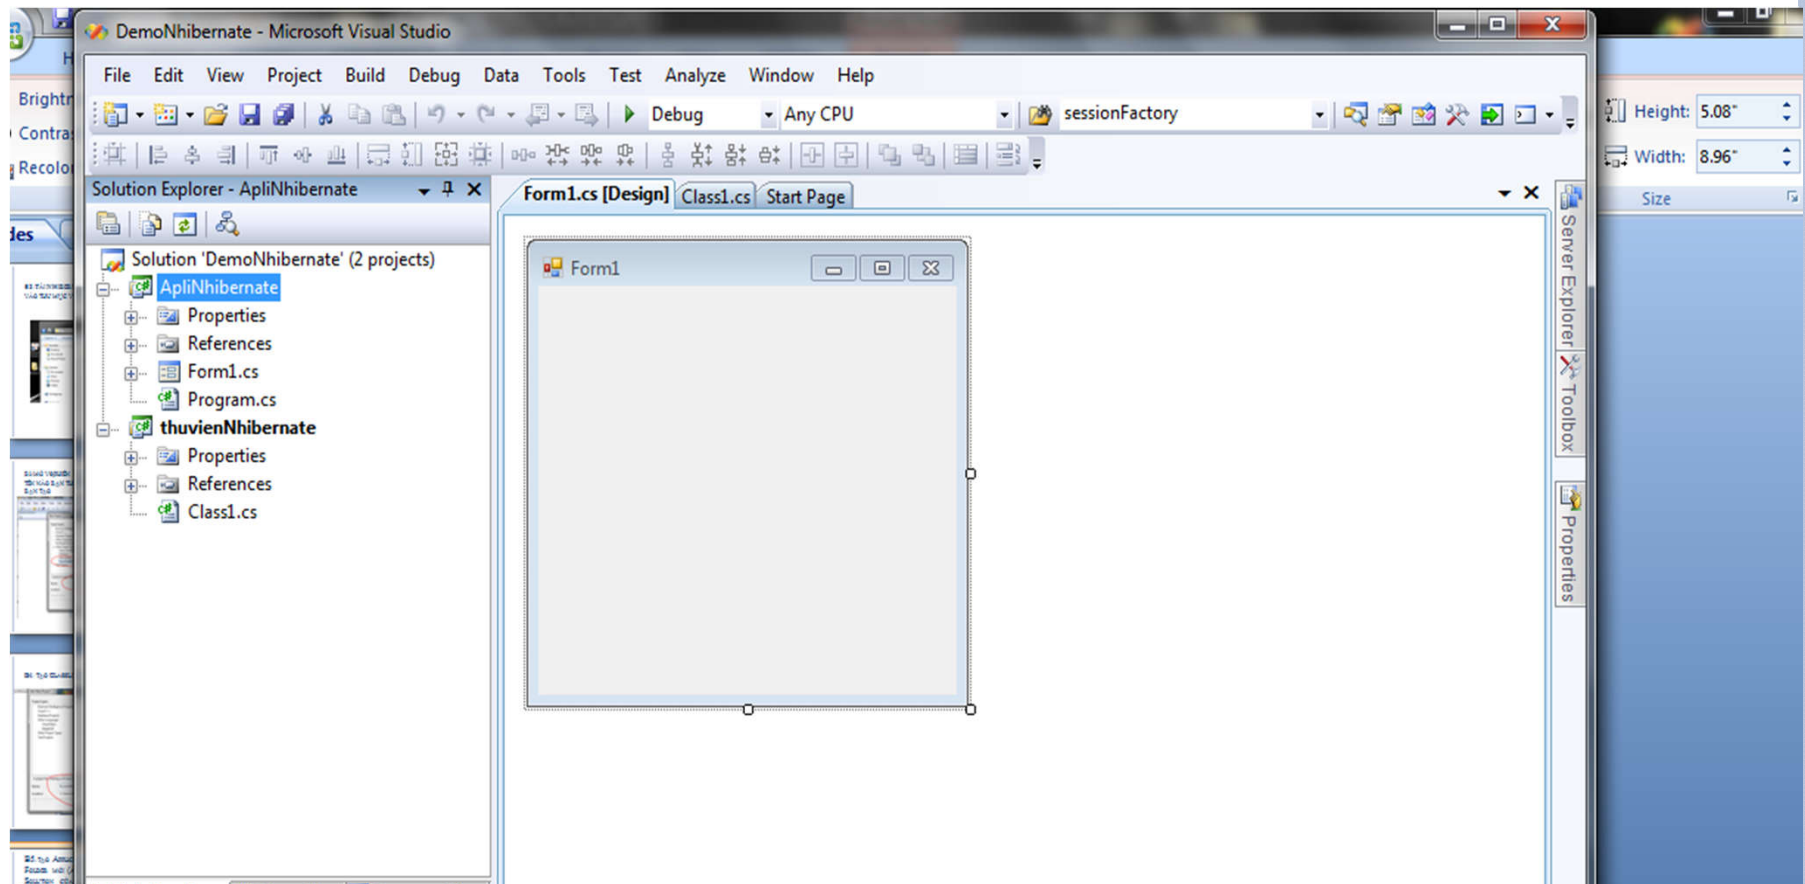 DemoNhibernate - Microsoft Visual Studio
File Edit View Project Build Debug Data Tools Test Analyze Window Help
Debug Any CPU sessionFactory
Height: 5.08"
Width: 8.96"
Size
Solution Explorer - ApliNhibernate
Form1.cs [Design] Class1.cs Start Page
Solution 'DemoNhibernate' (2 projects)
ApliNhibernate
Properties
References
Form1.cs
Program.cs
thuvienNhibernate
Properties
References
Class1.cs
Form1
Server Explorer
Toolbox
Properties